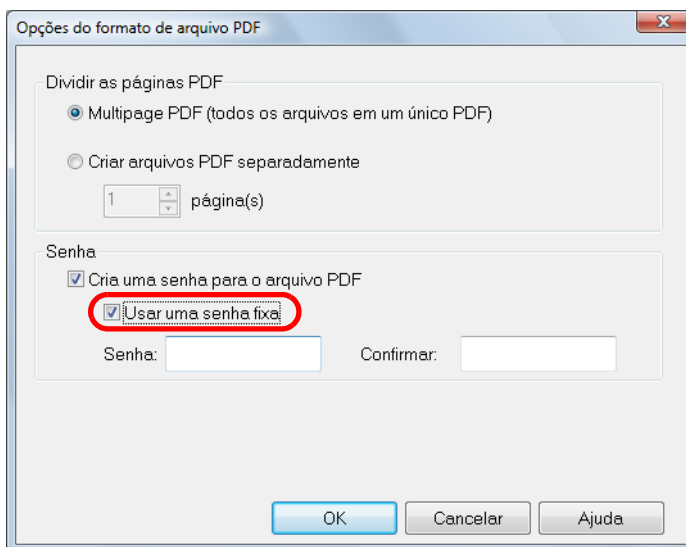 Opções do formato de arquivo PDF
Dividir as páginas PDF
Multipage PDF (todos os arquivos em um único PDF)
Criar arquivos PDF separadamente
1 página(s)
Senha
Cria uma senha para o arquivo PDF
Usar uma senha fixa
Senha: Confirmar:
OK Cancelar Ajuda